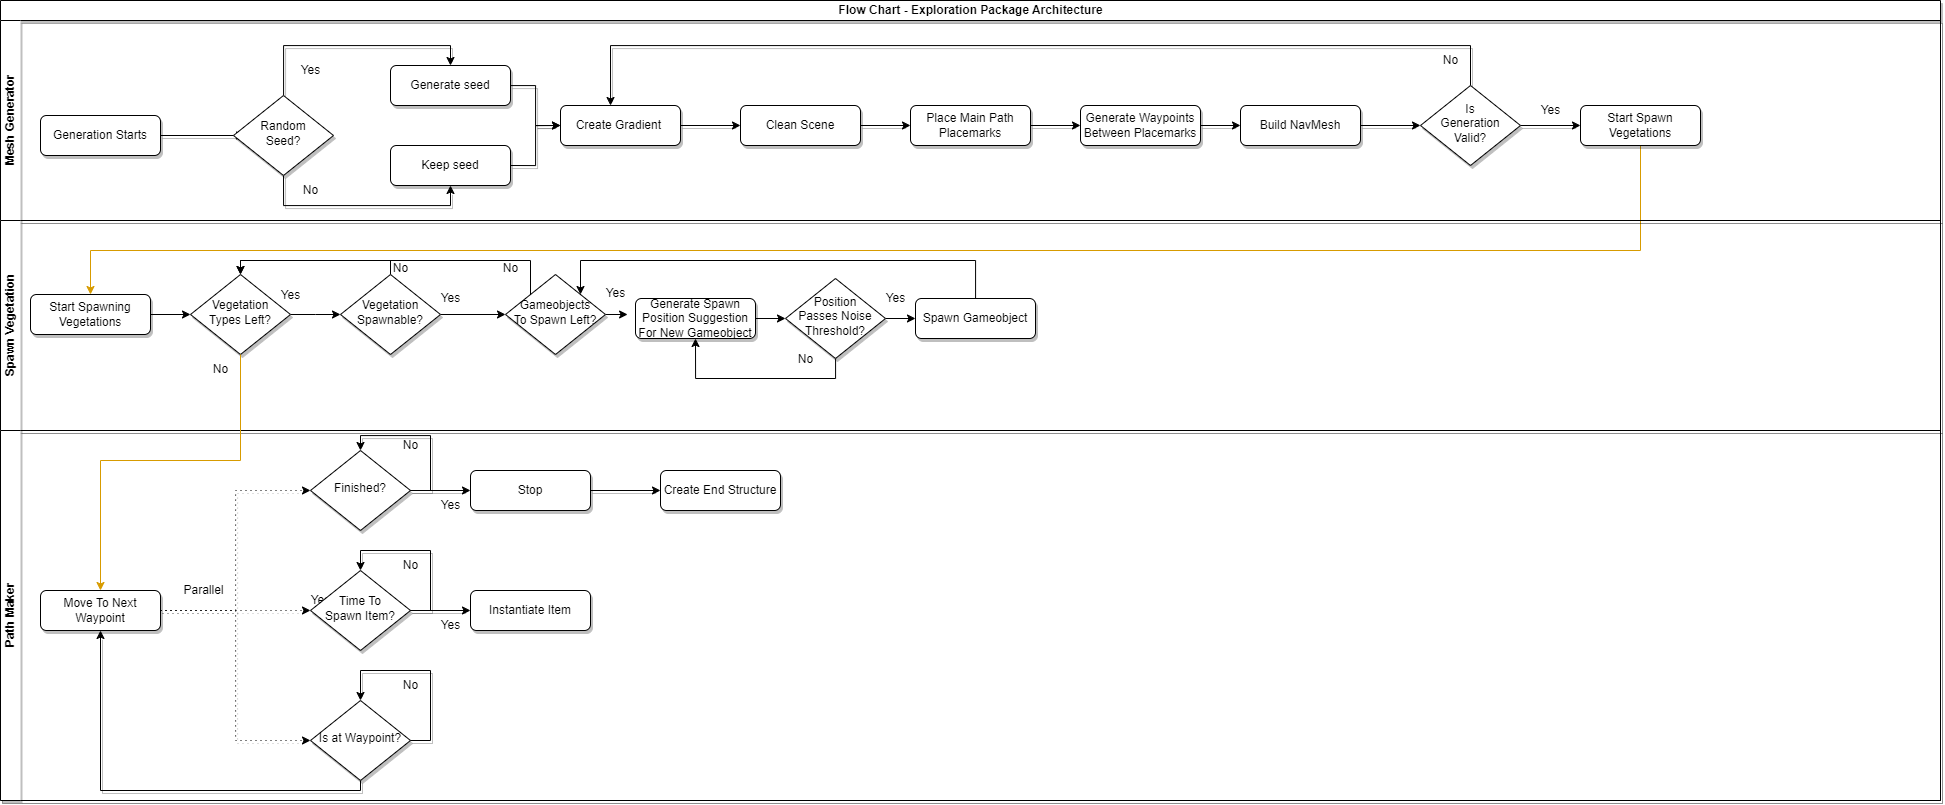 Flow Chart - Exploration Package Architecture
Mesh Generator
Generation Starts
Random
Seed?
Yes
No
Generate seed
Keep seed
Create Gradient
Clean Scene
Place Main Path
Placemarks
Generate Waypoints
Between Placemarks
Build NavMesh
Is
Generation
Valid?
No
Yes
Start Spawn
Vegetations
Spawn Vegetation
Start Spawning
Vegetations
Vegetation
Types Left?
Yes
No
Vegetation
Spawnable?
No
Yes
Gameobjects
To Spawn Left?
No
Yes
Generate Spawn
Position Suggestion
For New Gameobject
Position
Passes Noise
Threshold?
Yes
No
Spawn Gameobject
Path Maker
Move To Next
Waypoint
Parallel
Finished?
No
Yes
Stop
Create End Structure
Ye
Time To
Spawn Item?
No
Yes
Instantiate Item
Is at Waypoint?
No